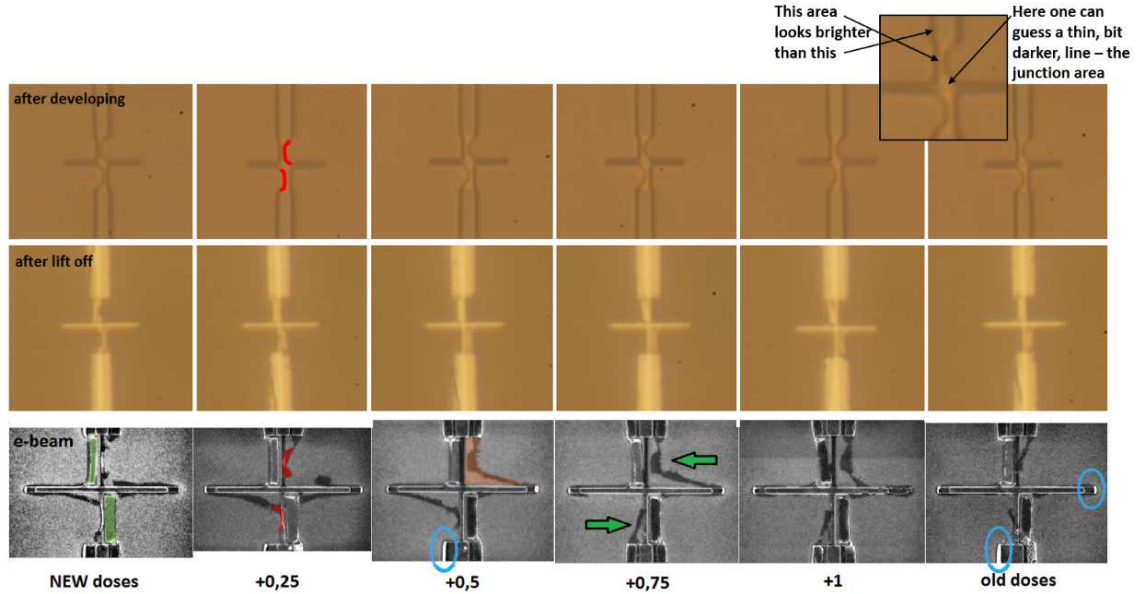 This area
looks brighter
than this
Here one can
guess a thin, bit
darker, line – the
junction area
after developing
after lift off
e-beam
NEW doses
+0,25
+0,5
+0,75
+1
old doses